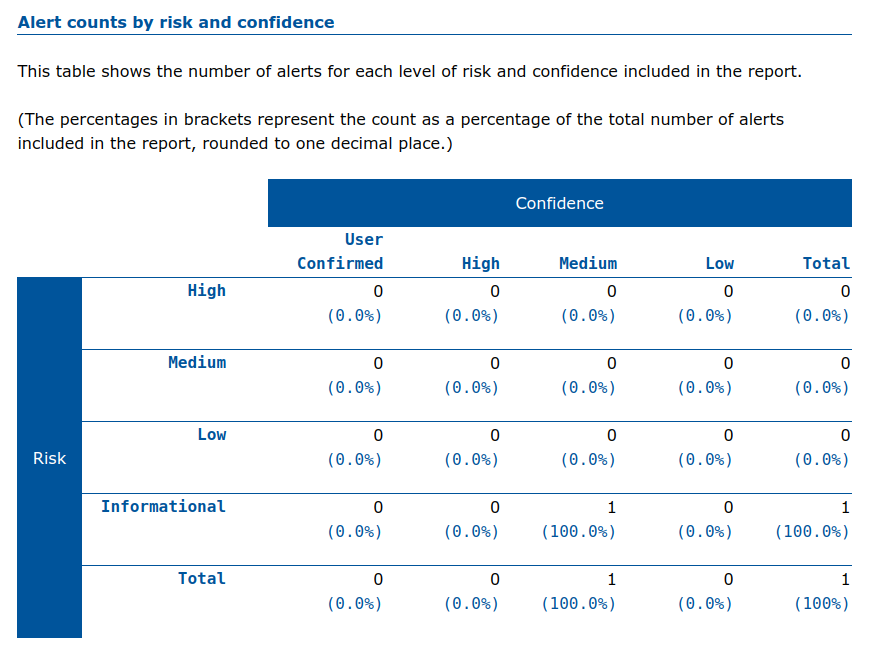 Alert counts by risk and confidence
This table shows the number of alerts for each level of risk and confidence included in the report.
(The percentages in brackets represent the count as a percentage of the total number of alerts
included in the report, rounded to one decimal place.)
Confidence
User
Confirmed High Medium Low Total
High 0 0 0 0 0
(0.0%) (0.0%) (0.0%) (0.0%) (0.0%)
Medium 0 0 0 0 0
(0.0%) (0.0%) (0.0%) (0.0%) (0.0%)
Low 0 0 0 0 0
Risk (0.0%) (0.0%) (0.0%) (0.0%) (0.0%)
Informational 0 0 1 0 1
(0.0%) (0.0%) (100.0%) (0.0%) (100.0%)
Total 0 0 1 0 1
(0.0%) (0.0%) (100.0%) (0.0%) (100%)